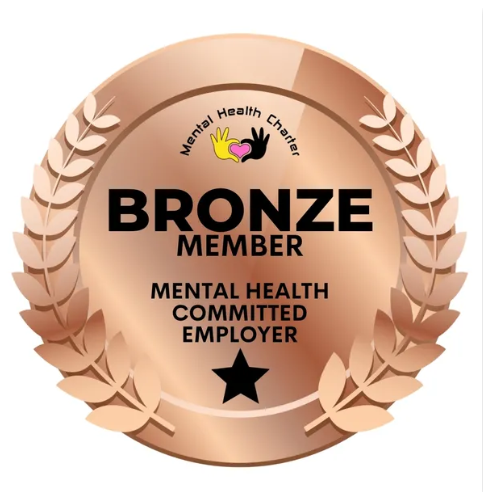 Mental Health Charter
BRONZE
MEMBER
MENTAL HEALTH
COMMITTED
EMPLOYER